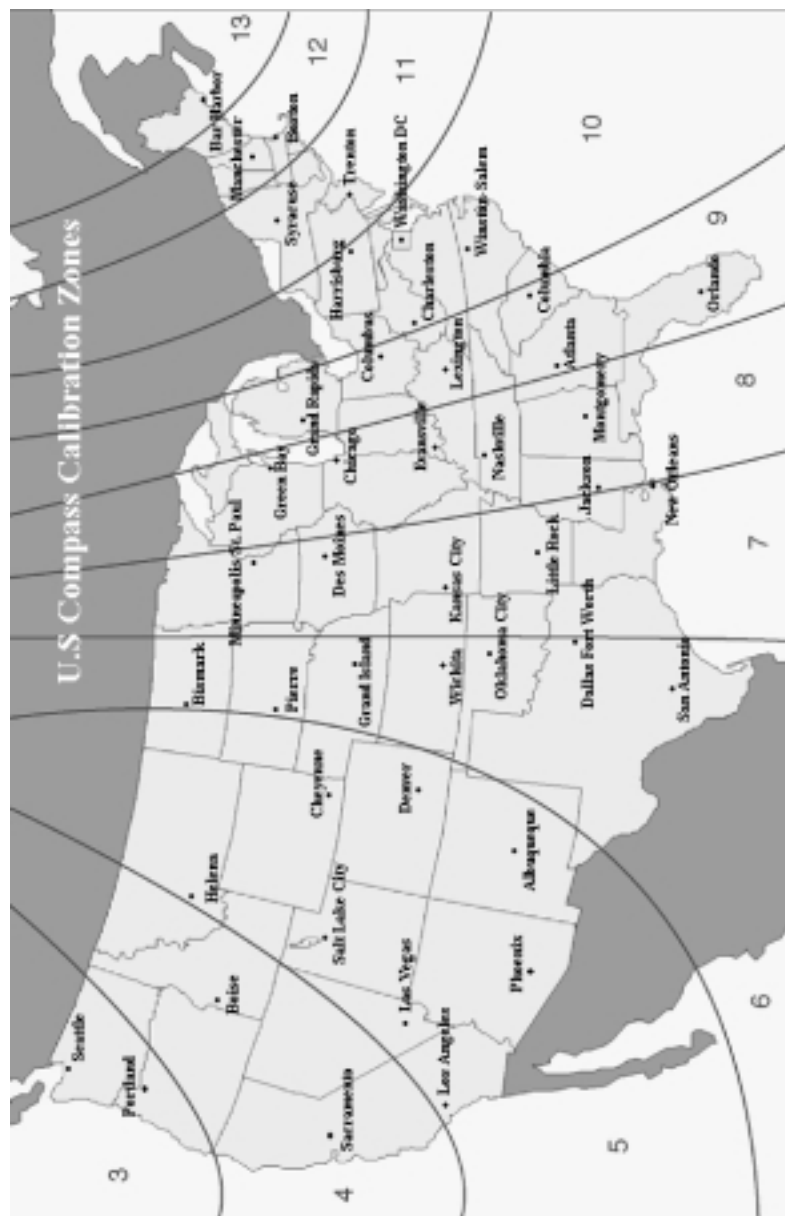 U.S Compass Calibration Zones
Seattle
Portland
Helena
Boise
Bismark
Pierre
Minneapolis St. Paul
Green Bay
Grand Rapids
Syracuse
Manchester
Bar Harbor
Boston
Trenton
Harrisburg
Washington DC
Sacramento
Salt Lake City
Cheyenne
Grand Island
Des Moines
Chicago
Columbus
Charleston
Las Vegas
Los Angeles
Denver
Wichita
Kansas City
Evansville
Lexington
Winston-Salem
Phoenix
Albuquerque
Oklahoma City
Little Rock
Nashville
Columbia
Atlanta
Dallas Fort Worth
Jackson
Montgomery
San Antonio
New Orleans
Orlando
3
4
5
6
7
8
9
10
11
12
13